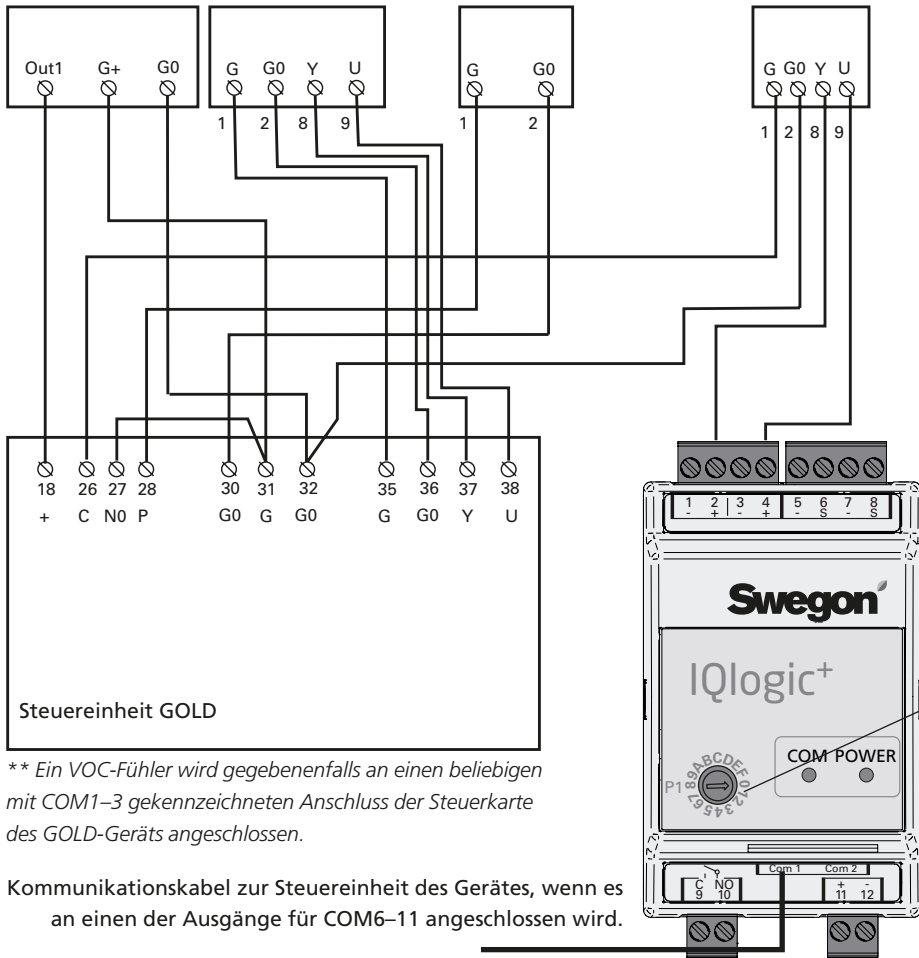 Out1 G+ G0
G G0 Y U
G G0
G G0 Y U
1 2 8 9
1 2
1 2 8 9
18 26 27 28 30 31 32 35 36 37 38
+ C N0 P G0 G G0 G G0 Y U
Steuereinheit GOLD
1 2 3 4 5 6 7 8
- + - + - S - S
Swegon
IQlogic+
COM POWER
P1
0123456789ABCDEF
Com 1 Com 2
C NO + -
9 10 11 12
** Ein VOC-Fühler wird gegebenenfalls an einen beliebigen
mit COM1–3 gekennzeichneten Anschluss der Steuerkarte
des GOLD-Geräts angeschlossen.
Kommunikationskabel zur Steuereinheit des Gerätes, wenn es
an einen der Ausgänge für COM6–11 angeschlossen wird.